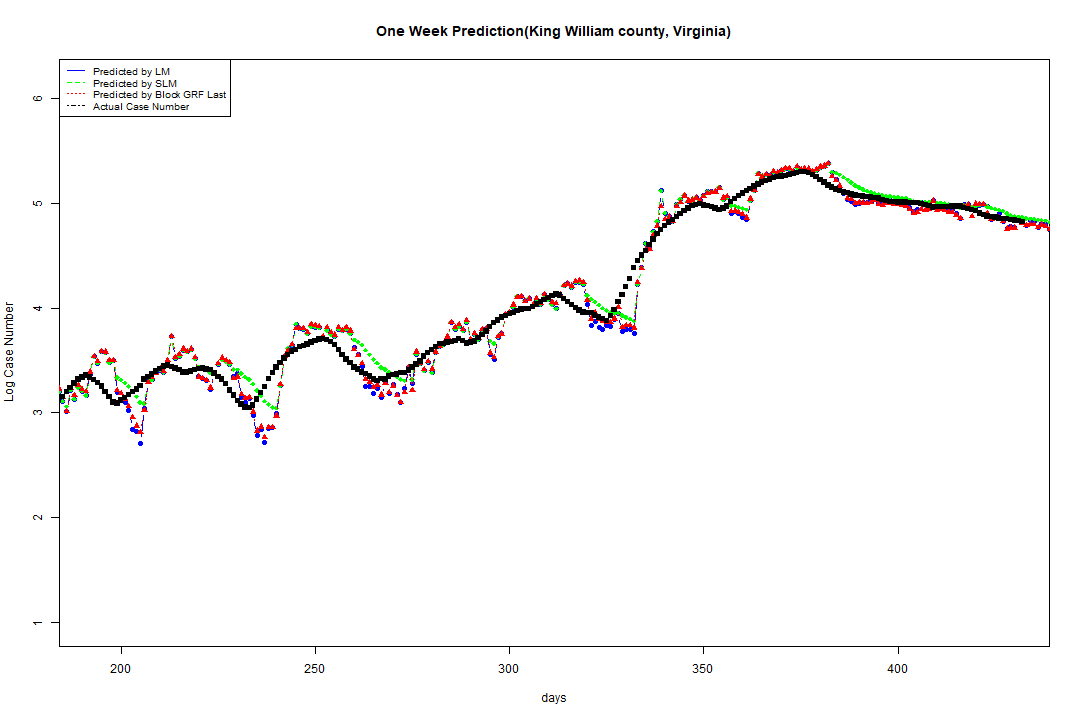 One Week Prediction(King William county, Virginia)
Predicted by LM
Predicted by SLM
Predicted by Block GRF Last
Actual Case Number
6
5
4
3
2
1
Log Case Number
200 250 300 350 400
days